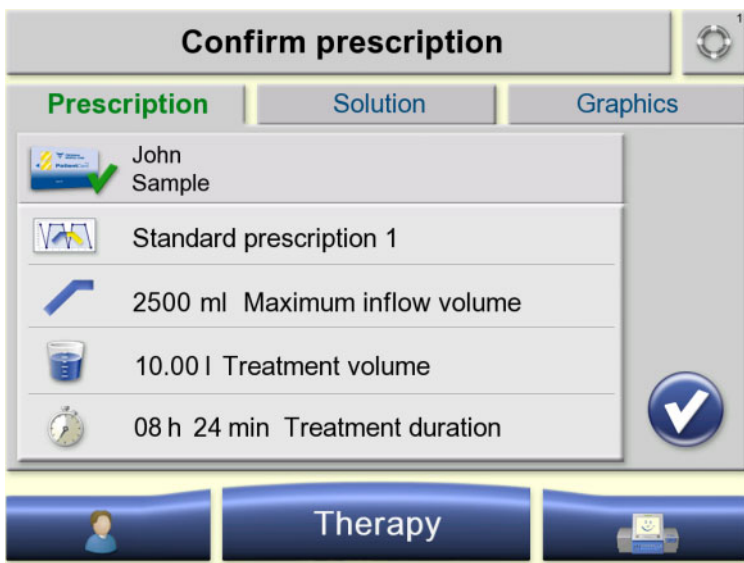 Confirm prescription
1
Prescription
Solution
Graphics
John
Sample
Standard prescription 1
2500 ml Maximum inflow volume
10.00 l Treatment volume
08 h 24 min Treatment duration
Therapy